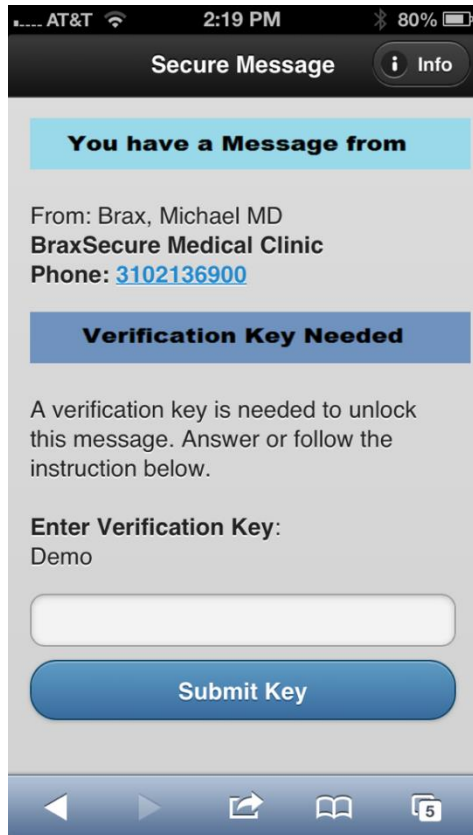 AT&T 2:19 PM 80%
Secure Message i Info
You have a Message from
From: Brax, Michael MD
BraxSecure Medical Clinic
Phone: 3102136900
Verification Key Needed
A verification key is needed to unlock
this message. Answer or follow the
instruction below.
Enter Verification Key:
Demo
Submit Key
5